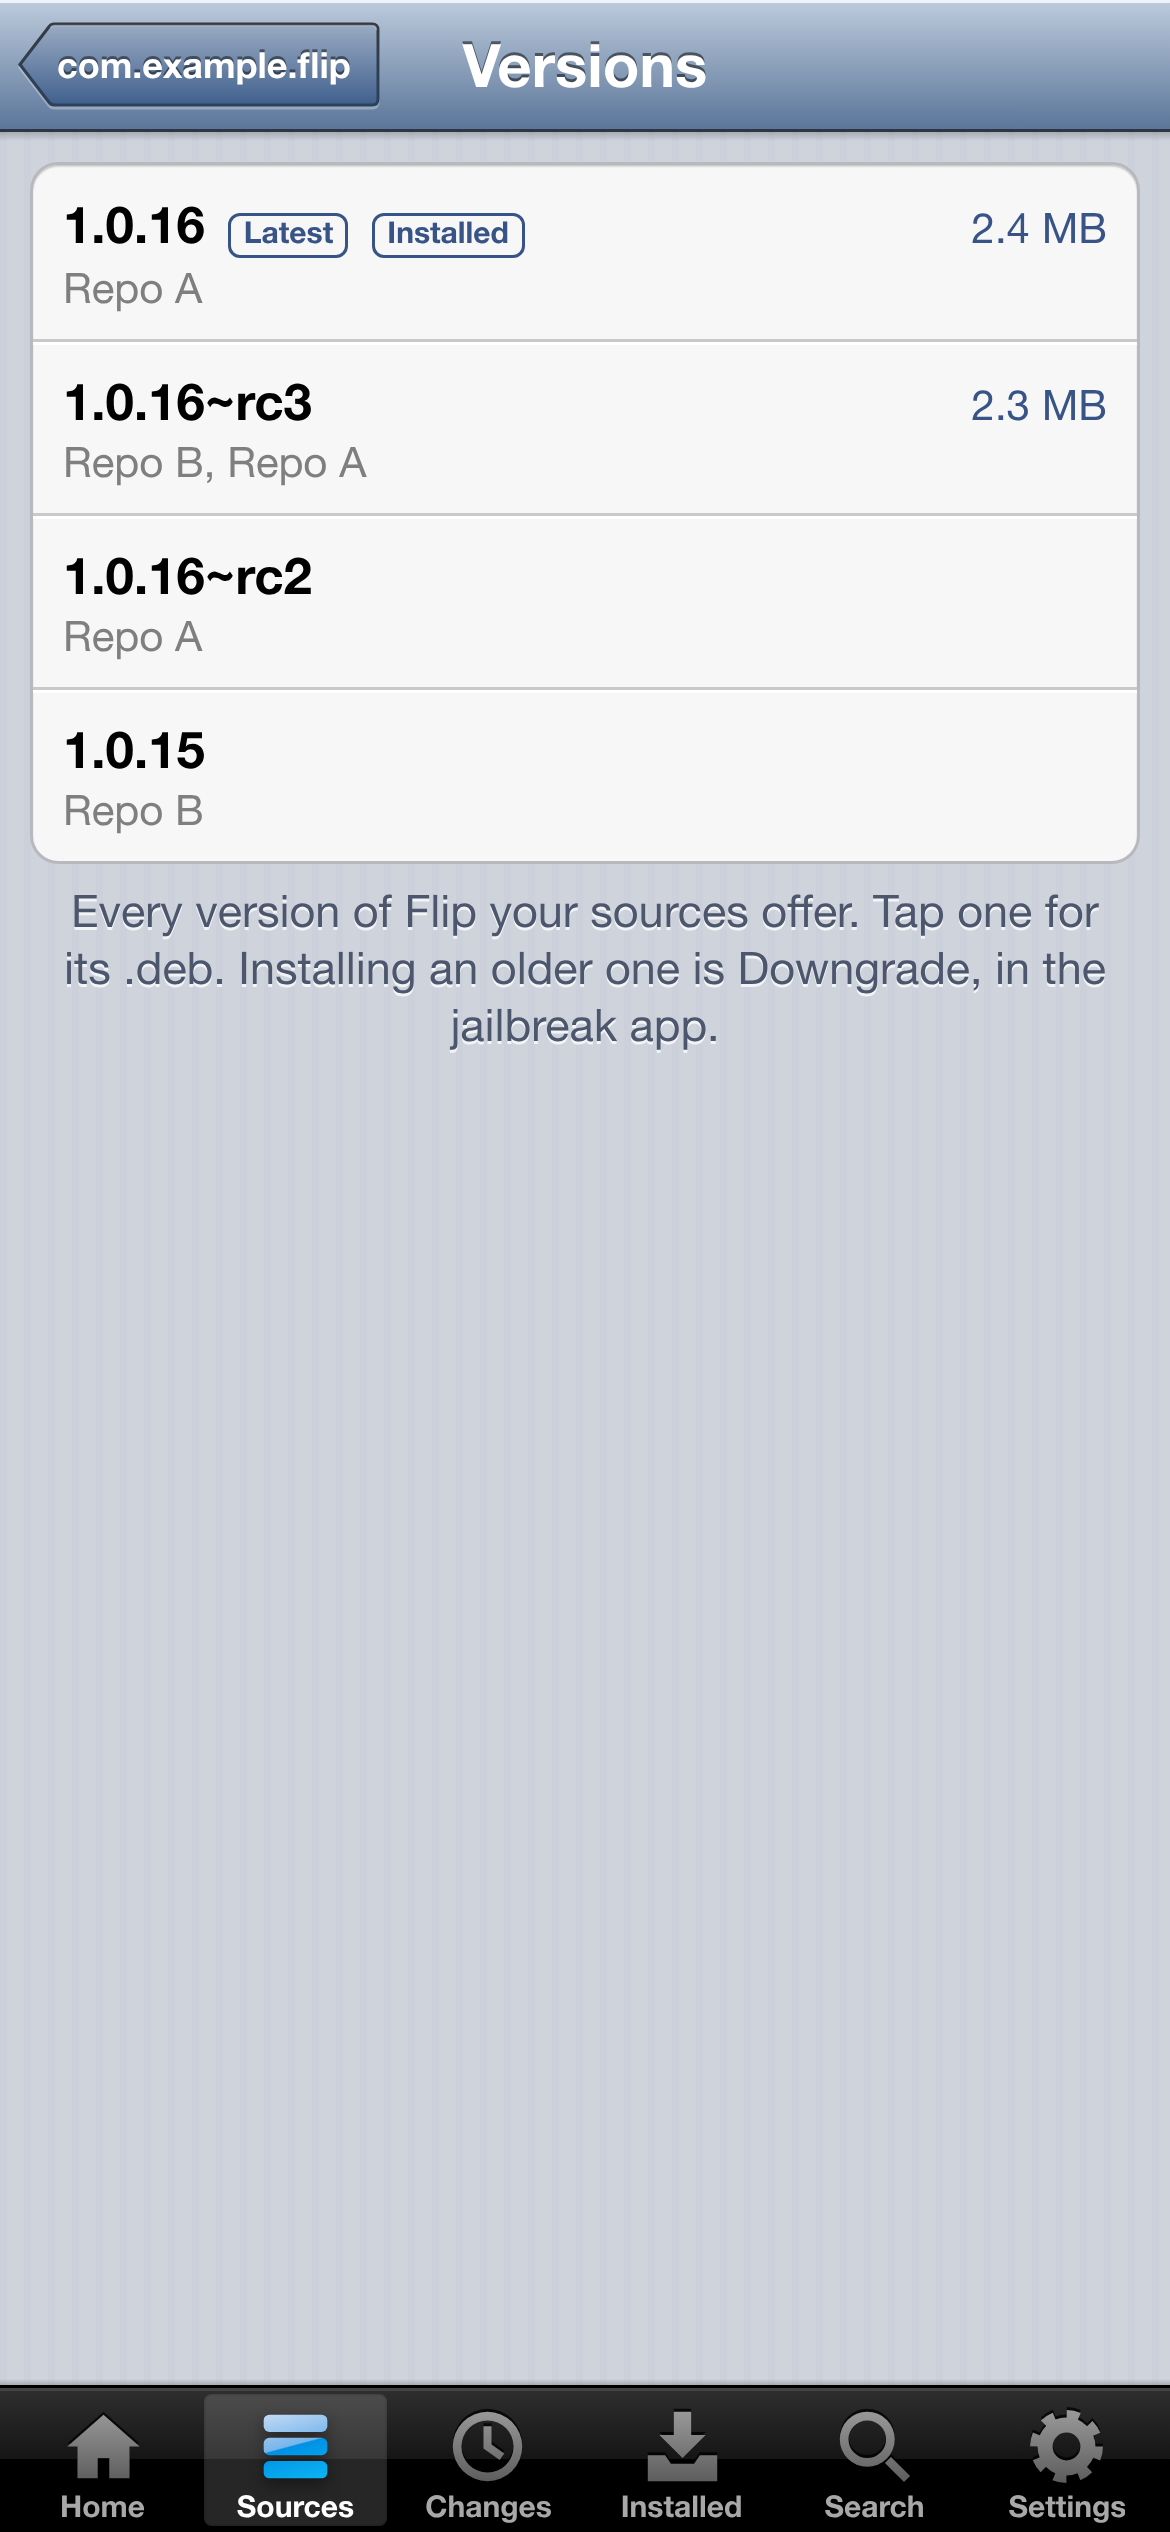 com.example.flip
Versions
1.0.16 Latest Installed 2.4 MB
Repo A
1.0.16~rc3 2.3 MB
Repo B, Repo A
1.0.16~rc2
Repo A
1.0.15
Repo B
Every version of Flip your sources offer. Tap one for
its .deb. Installing an older one is Downgrade, in the
jailbreak app.
Home Sources Changes Installed Search Settings